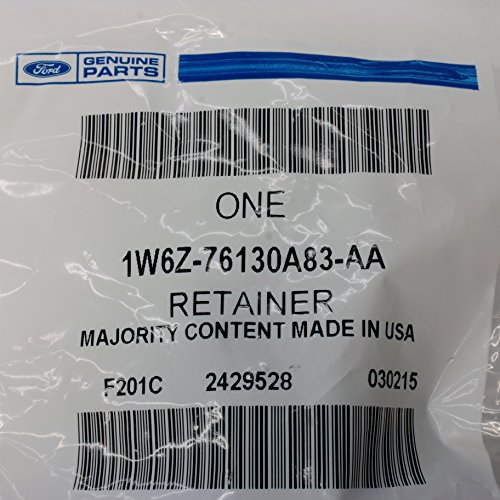 Ford
GENUINE
PARTS
ONE
1W6Z-76130A83-AA
RETAINER
MAJORITY CONTENT MADE IN USA
F201C 2429528 030215